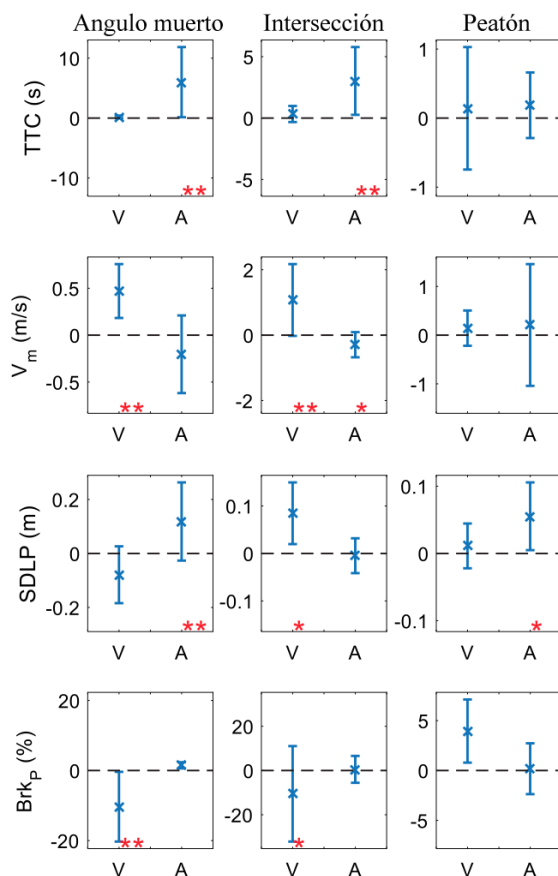 Angulo muerto Intersección Peatón
TTC (s)
10
0
-10
**
V A
5
0
-5
**
V A
1
0
-1
V A
V_m (m/s)
0.5
0
-0.5
**
V A
2
0
-2
** *
V A
1
0
-1
V A
SDLP (m)
0.2
0
-0.2
**
V A
0.1
0
-0.1
*
V A
0.1
0
-0.1
*
V A
Brk_P (%)
20
0
-20
**
V A
20
0
-20
*
V A
5
0
-5
V A